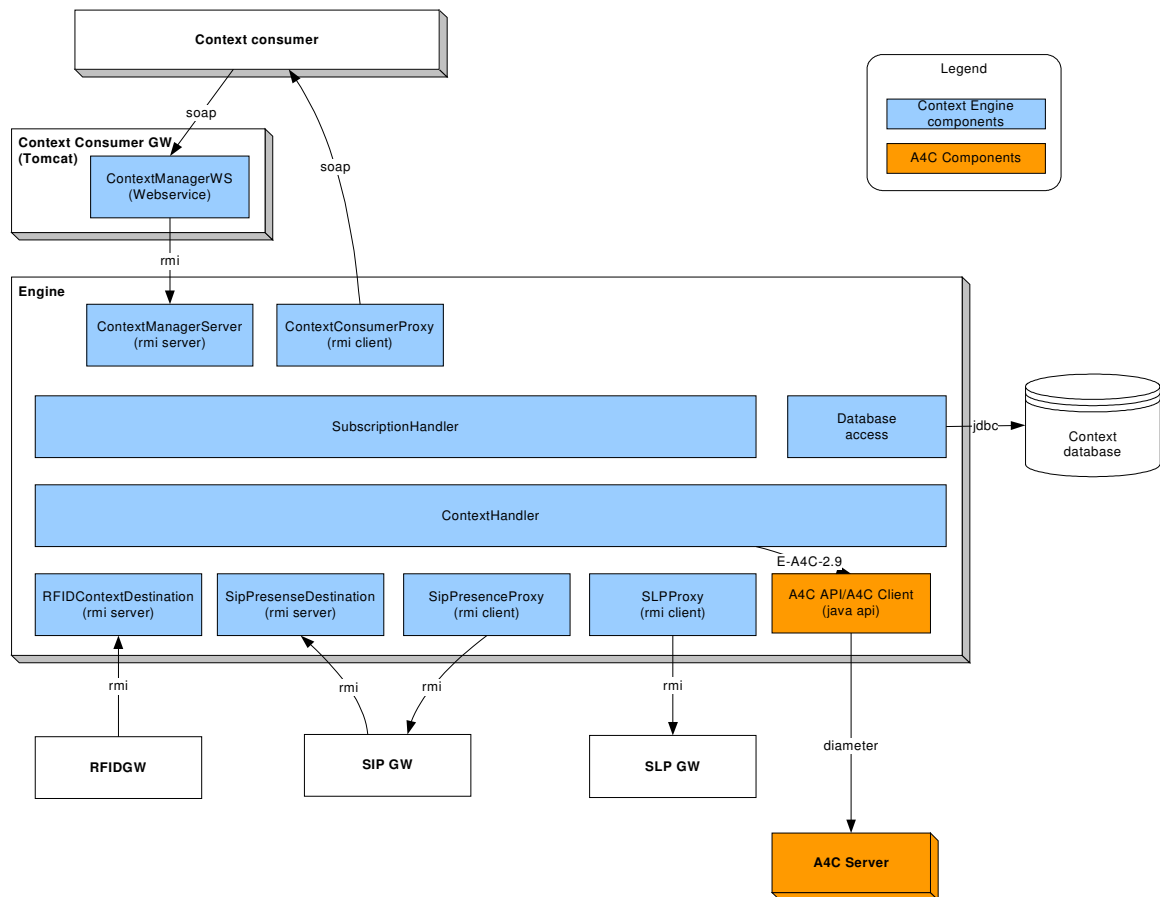 Context consumer
Legend
Context Engine
components
A4C Components
soap
soap
Context Consumer GW
(Tomcat)
ContextManagerWS
(Webservice)
rmi
Engine
ContextManagerServer
(rmi server)
ContextConsumerProxy
(rmi client)
SubscriptionHandler
Database
access
jdbc
Context
database
ContextHandler
E-A4C-2.9
RFIDContextDestination
(rmi server)
SipPresenseDestination
(rmi server)
SipPresenceProxy
(rmi client)
SLPProxy
(rmi client)
A4C API/A4C Client
(java api)
rmi
rmi
rmi
rmi
diameter
RFIDGW
SIP GW
SLP GW
A4C Server